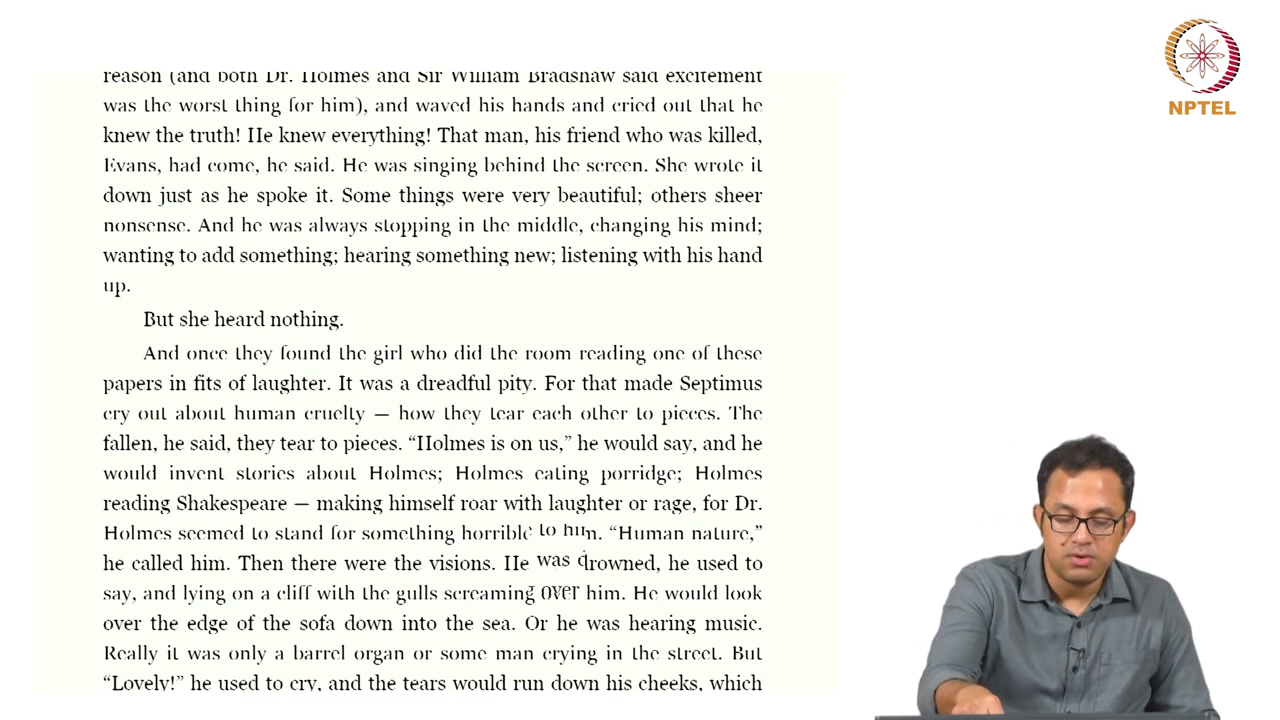 NPTEL
reason (and both Dr. Holmes and Sir William Bradshaw said excitement
was the worst thing for him), and waved his hands and cried out that he
knew the truth! He knew everything! That man, his friend who was killed,
Evans, had come, he said. He was singing behind the screen. She wrote it
down just as he spoke it. Some things were very beautiful; others sheer
nonsense. And he was always stopping in the middle, changing his mind;
wanting to add something; hearing something new; listening with his hand
up.
But she heard nothing.
And once they found the girl who did the room reading one of these
papers in fits of laughter. It was a dreadful pity. For that made Septimus
cry out about human cruelty — how they tear each other to pieces. The
fallen, he said, they tear to pieces. “Holmes is on us,” he would say, and he
would invent stories about Holmes; Holmes eating porridge; Holmes
reading Shakespeare — making himself roar with laughter or rage, for Dr.
Holmes seemed to stand for something horrible to him. “Human nature,”
he called him. Then there were the visions. He was drowned, he used to
say, and lying on a cliff with the gulls screaming over him. He would look
over the edge of the sofa down into the sea. Or he was hearing music.
Really it was only a barrel organ or some man crying in the street. But
“Lovely!” he used to cry, and the tears would run down his cheeks, which